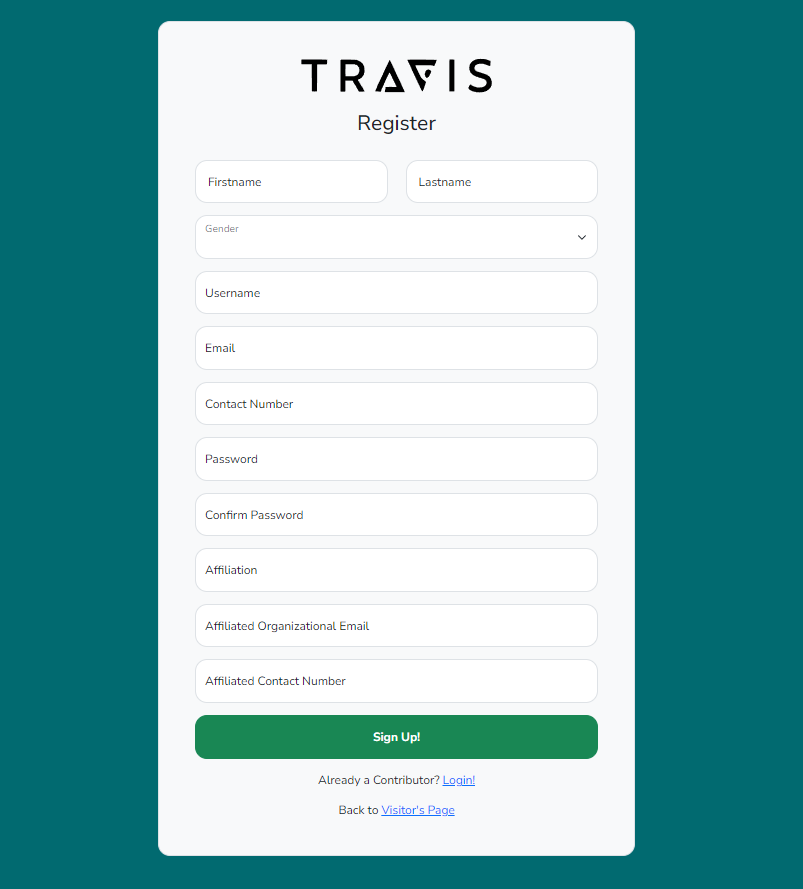 TRAVIS
Register
Firstname Lastname
Gender
Username
Email
Contact Number
Password
Confirm Password
Affiliation
Affiliated Organizational Email
Affiliated Contact Number
Sign Up!
Already a Contributor? Login!
Back to Visitor's Page